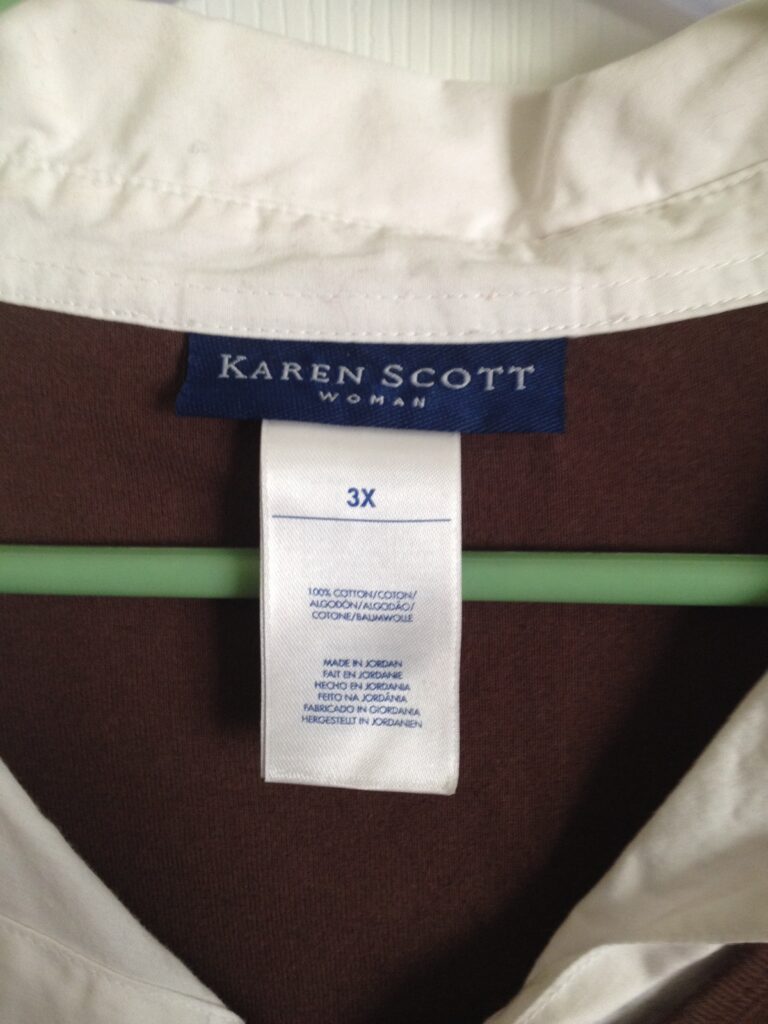 KAREN SCOTT
WOMAN
3X
100% COTTON/COTON/
ALGODÓN/ALGODÃO/
COTONE/BAUMWOLLE
MADE IN JORDAN
FAIT EN JORDANIE
HECHO EN JORDANIA
FEITO NA JORDÂNIA
FABRICADO IN GIORDANIA
HERGESTELLT IN JORDANIEN